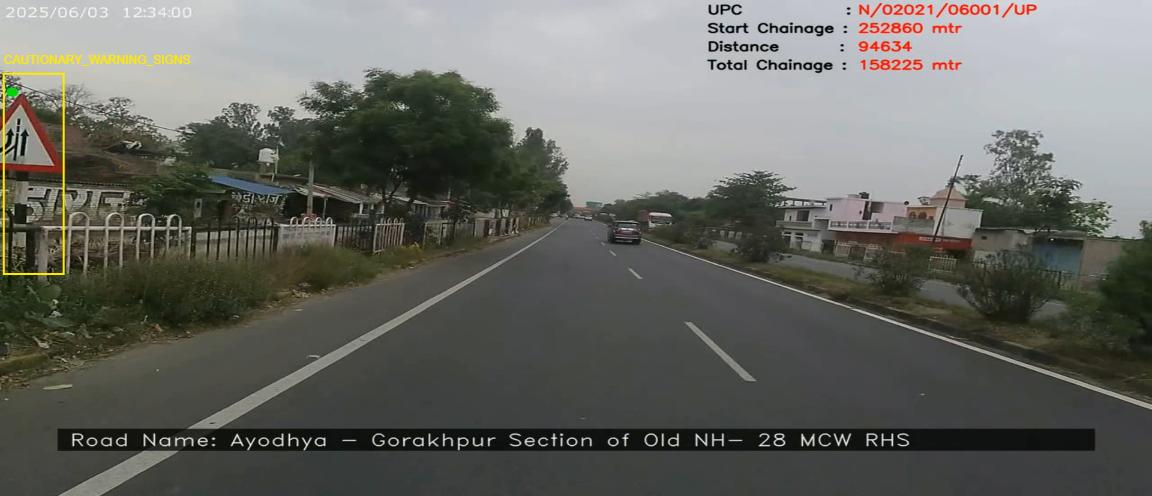 2025/06/03 12:34:00
UPC : N/02021/06001/UP
Start Chainage : 252860 mtr
Distance : 94634
Total Chainage : 158225 mtr
CAUTIONARY_WARNING_SIGNS
Road Name: Ayodhya - Gorakhpur Section of Old NH- 28 MCW RHS